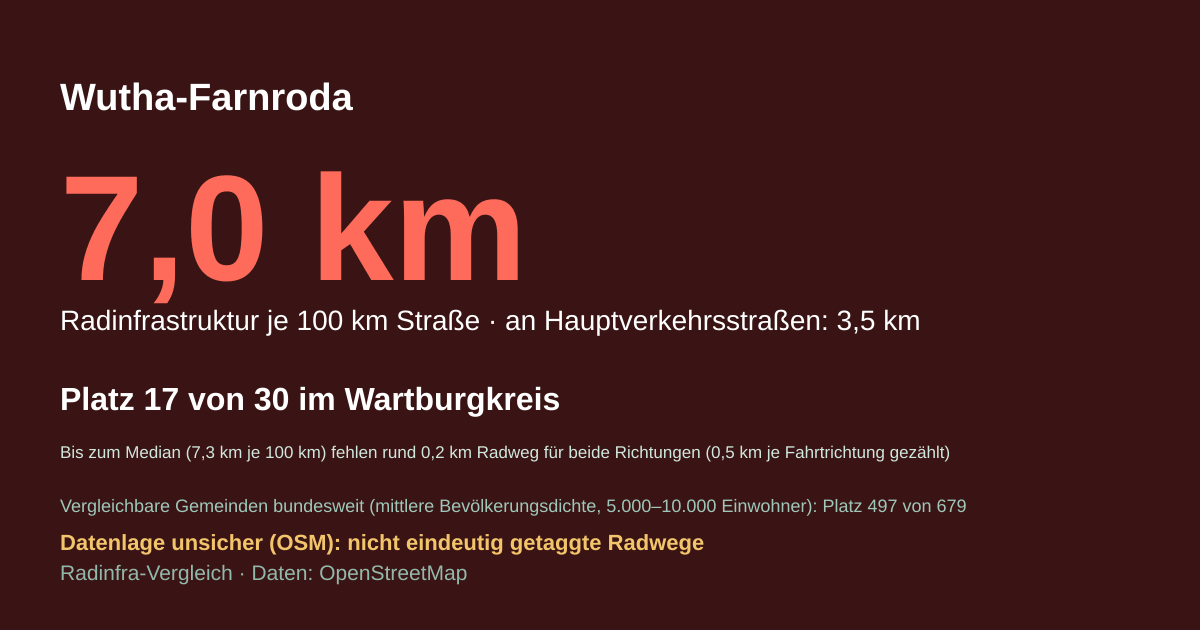 Wutha-Farnroda
7,0 km
Radinfrastruktur je 100 km Straße · an Hauptverkehrsstraßen: 3,5 km
Platz 17 von 30 im Wartburgkreis
Bis zum Median (7,3 km je 100 km) fehlen rund 0,2 km Radweg für beide Richtungen (0,5 km je Fahrtrichtung gezählt)
Vergleichbare Gemeinden bundesweit (mittlere Bevölkerungsdichte, 5.000–10.000 Einwohner): Platz 497 von 679
Datenlage unsicher (OSM): nicht eindeutig getaggte Radwege
Radinfra-Vergleich · Daten: OpenStreetMap